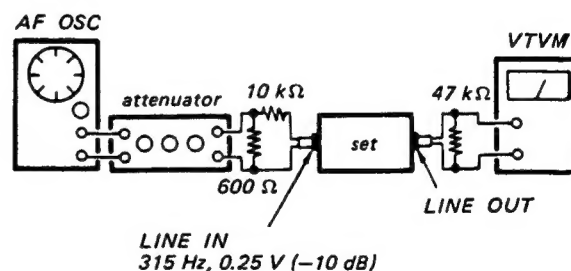 AF OSC
VTVM
attenuator
10 kΩ
47 kΩ
set
600 Ω
LINE OUT
LINE IN
315 Hz, 0.25 V (−10 dB)